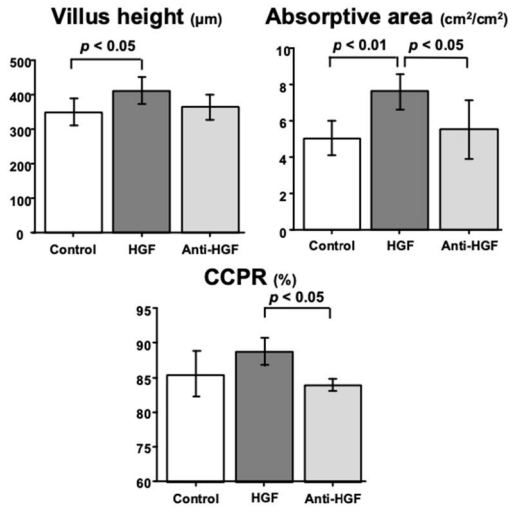 Villus height (µm)
p < 0.05
500
400
300
200
100
0
Control HGF Anti-HGF
Absorptive area (cm²/cm²)
p < 0.01 p < 0.05
10
8
6
4
2
0
Control HGF Anti-HGF
CCPR (%)
p < 0.05
95
90
85
80
75
60
Control HGF Anti-HGF